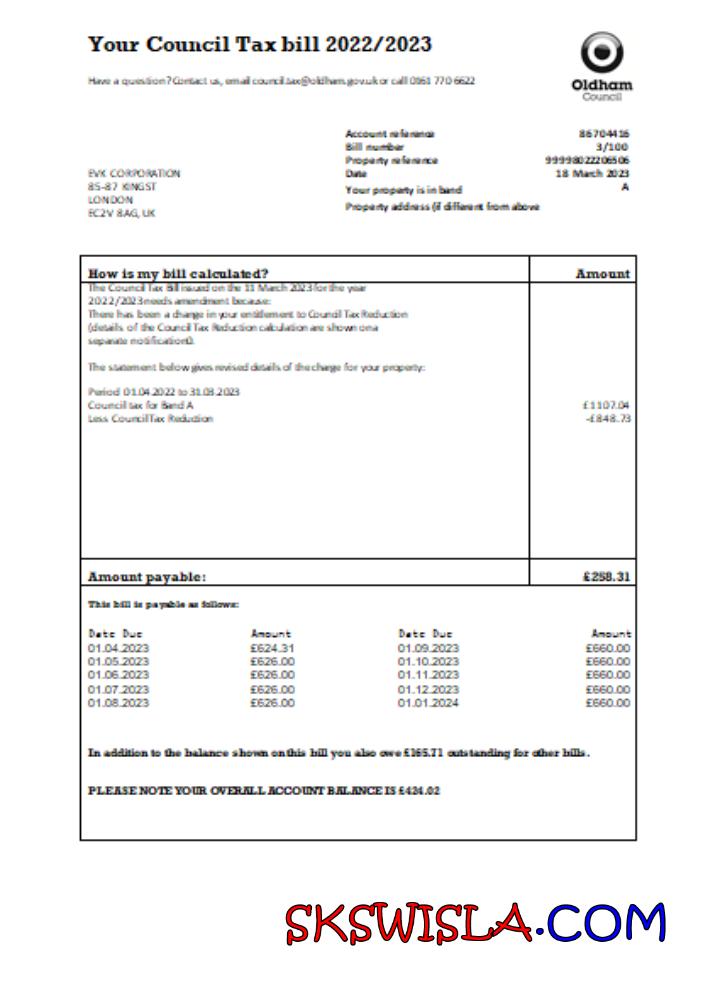 Your Council Tax bill 2022/2023
Have a question? Contact us, email council.tax@oldham.gov.uk or call 0161 770 6622
Oldham
Council
Account reference 86704416
Bill number 3/100
Property reference 99998022206506
Date 18 March 2023
Your property is in band A
Property address (if different from above
EVK CORPORATION
85-87 KINGST
LONDON
EC2V 8AG, UK
How is my bill calculated? Amount
The Council Tax Bill issued on the 11 March 2023 for the year
2022/2023 needs amendment because:
There has been a change in your entitlement to Council Tax Reduction
(details of the Council Tax Reduction calculation are shown on a
separate notification).
The statement below gives revised details of the charge for your property:
Period 01.04.2022 to 31.03.2023
Council tax for Band A £1107.04
Less Council Tax Reduction -£848.73
Amount payable: £258.31
This bill is payable as follows:
Date Due Amount Date Due Amount
01.04.2023 £624.31 01.09.2023 £660.00
01.05.2023 £626.00 01.10.2023 £660.00
01.06.2023 £626.00 01.11.2023 £660.00
01.07.2023 £626.00 01.12.2023 £660.00
01.08.2023 £626.00 01.01.2024 £660.00
In addition to the balance shown on this bill you also owe £165.71 outstanding for other bills.
PLEASE NOTE YOUR OVERALL ACCOUNT BALANCE IS £424.02
SKSWISLA.COM